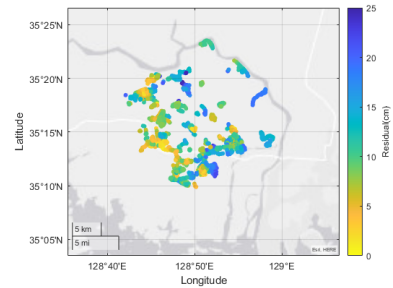 35°25'N
35°20'N
35°15'N
35°10'N
35°05'N
Latitude
5 km
5 mi
Esri, HERE
128°40'E
128°50'E
129°E
Longitude
25
20
15
10
5
0
Residual(cm)